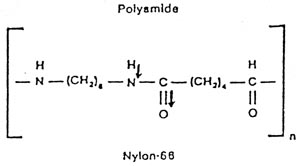 Polyamide
H H H
— N — (CH₂)₆ — N — C — (CH₂)₄ — C —
O O
n
Nylon-66